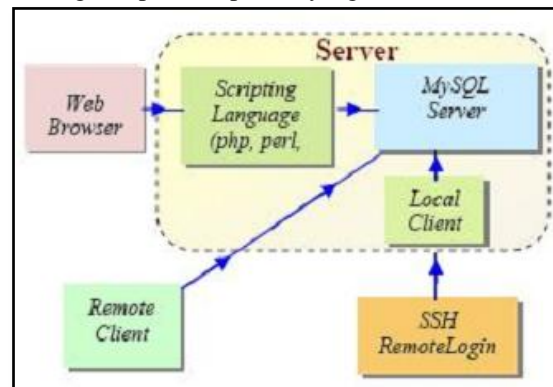 Server
Web
Browser
Scripting
Language
(php, perl,
MySQL
Server
Local
Client
Remote
Client
SSH
RemoteLogin